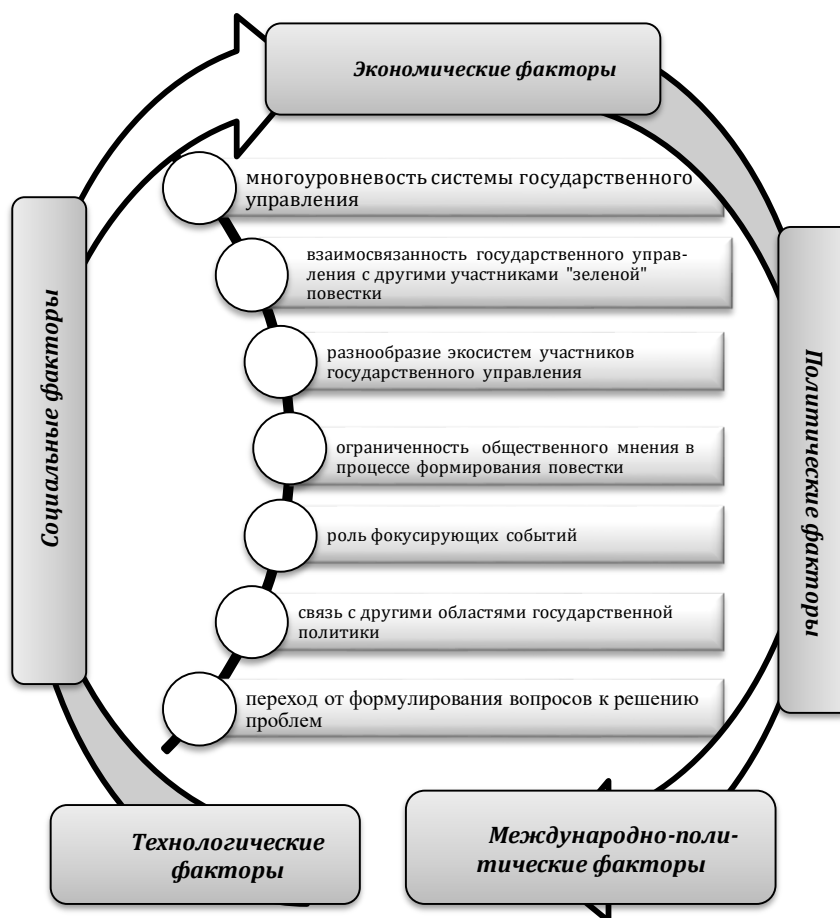 Экономические факторы
многоуровневость системы государственного
управления
взаимосвязанность государственного управ-
ления с другими участниками "зеленой"
повестки
разнообразие экосистем участников
государственного управления
ограниченность общественного мнения в
процессе формирования повестки
роль фокусирующих событий
связь с другими областями государственной
политики
переход от формулирования вопросов к решению
проблем
Социальные факторы
Политические факторы
Технологические
факторы
Международно-поли-
тические факторы